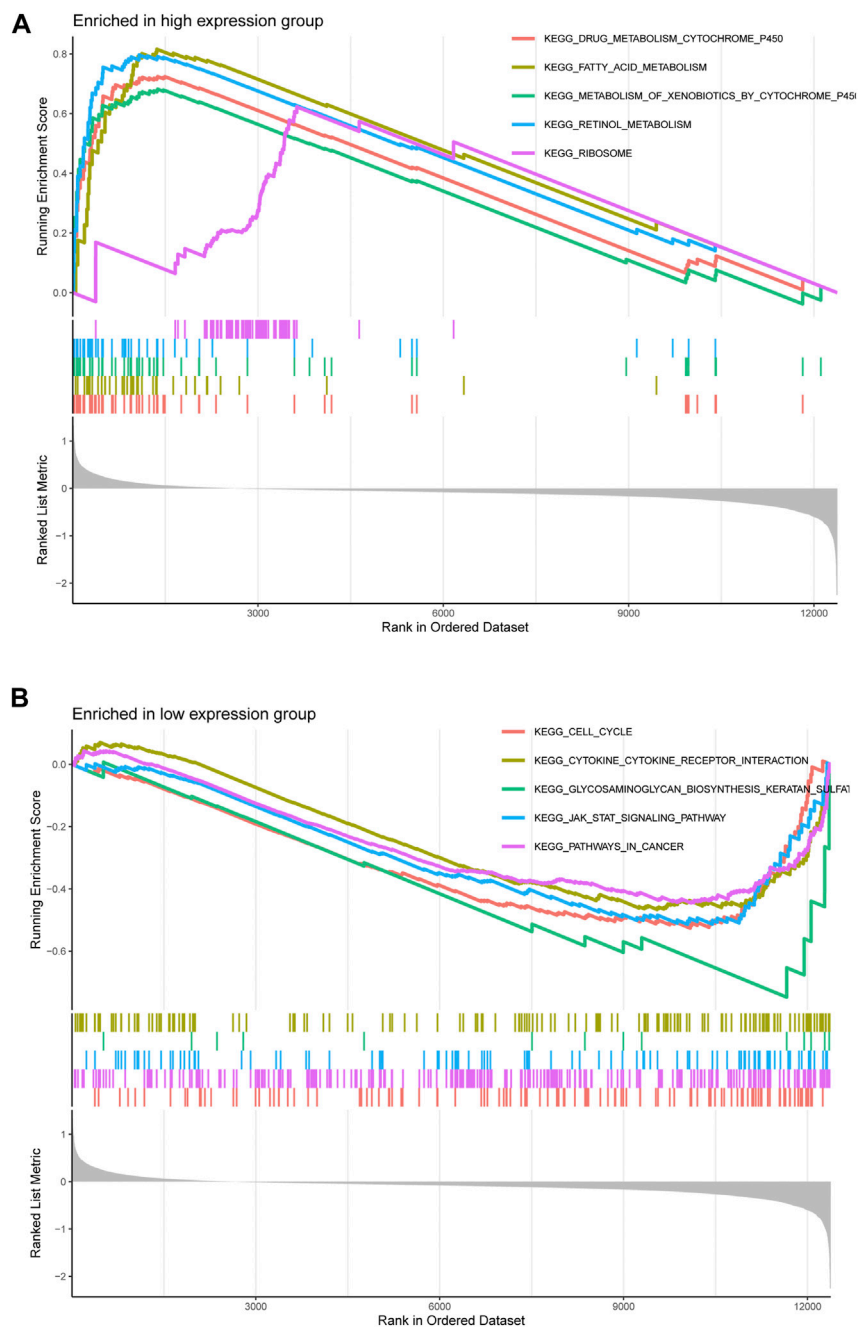 A
Enriched in high expression group
KEGG_DRUG_METABOLISM_CYTOCHROME_P450
KEGG_FATTY_ACID_METABOLISM
KEGG_METABOLISM_OF_XENOBIOTICS_BY_CYTOCHROME_P450
KEGG_RETINOL_METABOLISM
KEGG_RIBOSOME
Running Enrichment Score
0.8
0.6
0.4
0.2
0.0
Ranked List Metric
1
0
−1
−2
3000
6000
9000
12000
Rank in Ordered Dataset
B
Enriched in low expression group
KEGG_CELL_CYCLE
KEGG_CYTOKINE_CYTOKINE_RECEPTOR_INTERACTION
KEGG_GLYCOSAMINOGLYCAN_BIOSYNTHESIS_KERATAN_SULFAT
KEGG_JAK_STAT_SIGNALING_PATHWAY
KEGG_PATHWAYS_IN_CANCER
Running Enrichment Score
0.0
−0.2
−0.4
−0.6
Ranked List Metric
1
0
−1
−2
3000
6000
9000
12000
Rank in Ordered Dataset